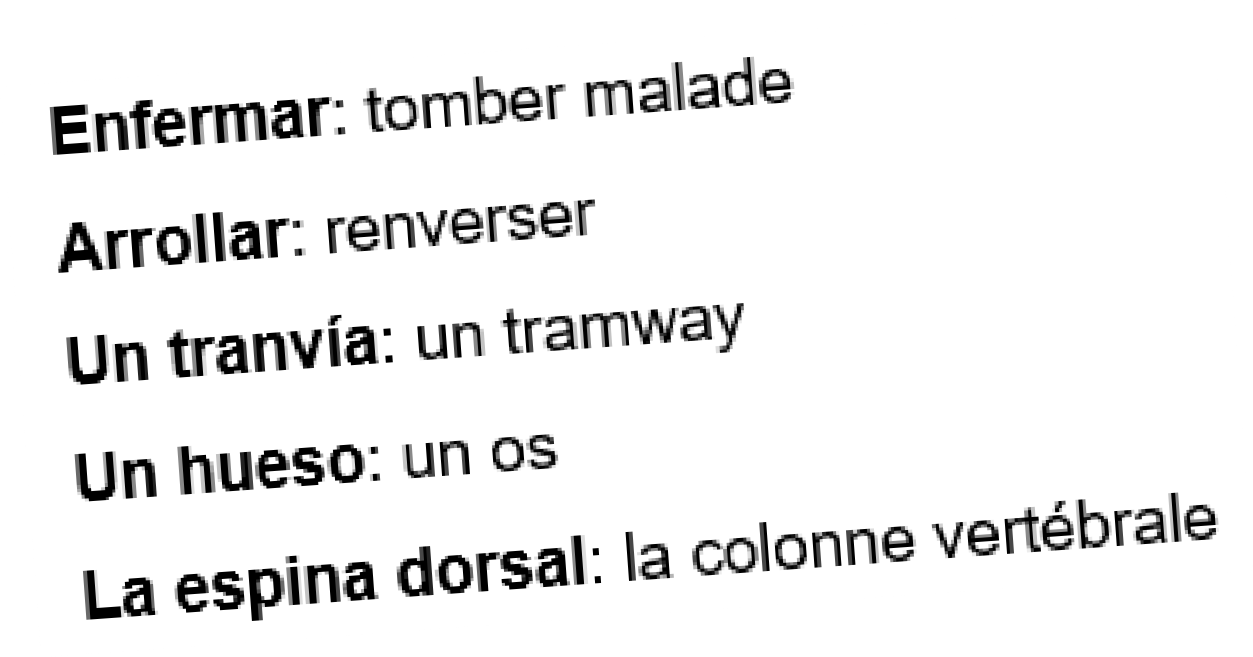 Enfermar: tomber malade
Arrollar: renverser
Un tranvía: un tramway
Un hueso: un os
La espina dorsal: la colonne vertébrale